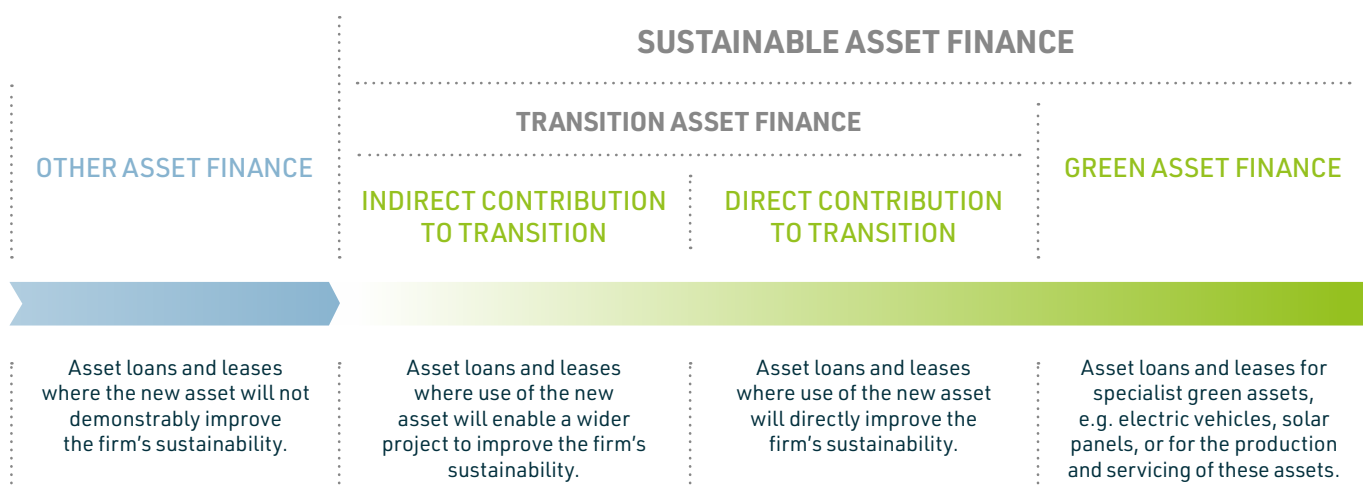 SUSTAINABLE ASSET FINANCE
TRANSITION ASSET FINANCE
OTHER ASSET FINANCE
INDIRECT CONTRIBUTION
TO TRANSITION
DIRECT CONTRIBUTION
TO TRANSITION
GREEN ASSET FINANCE
Asset loans and leases
where the new asset will not
demonstrably improve
the firm's sustainability.
Asset loans and leases
where use of the new
asset will enable a wider
project to improve the firm's
sustainability.
Asset loans and leases
where use of the new asset
will directly improve the
firm's sustainability.
Asset loans and leases for
specialist green assets,
e.g. electric vehicles, solar
panels, or for the production
and servicing of these assets.